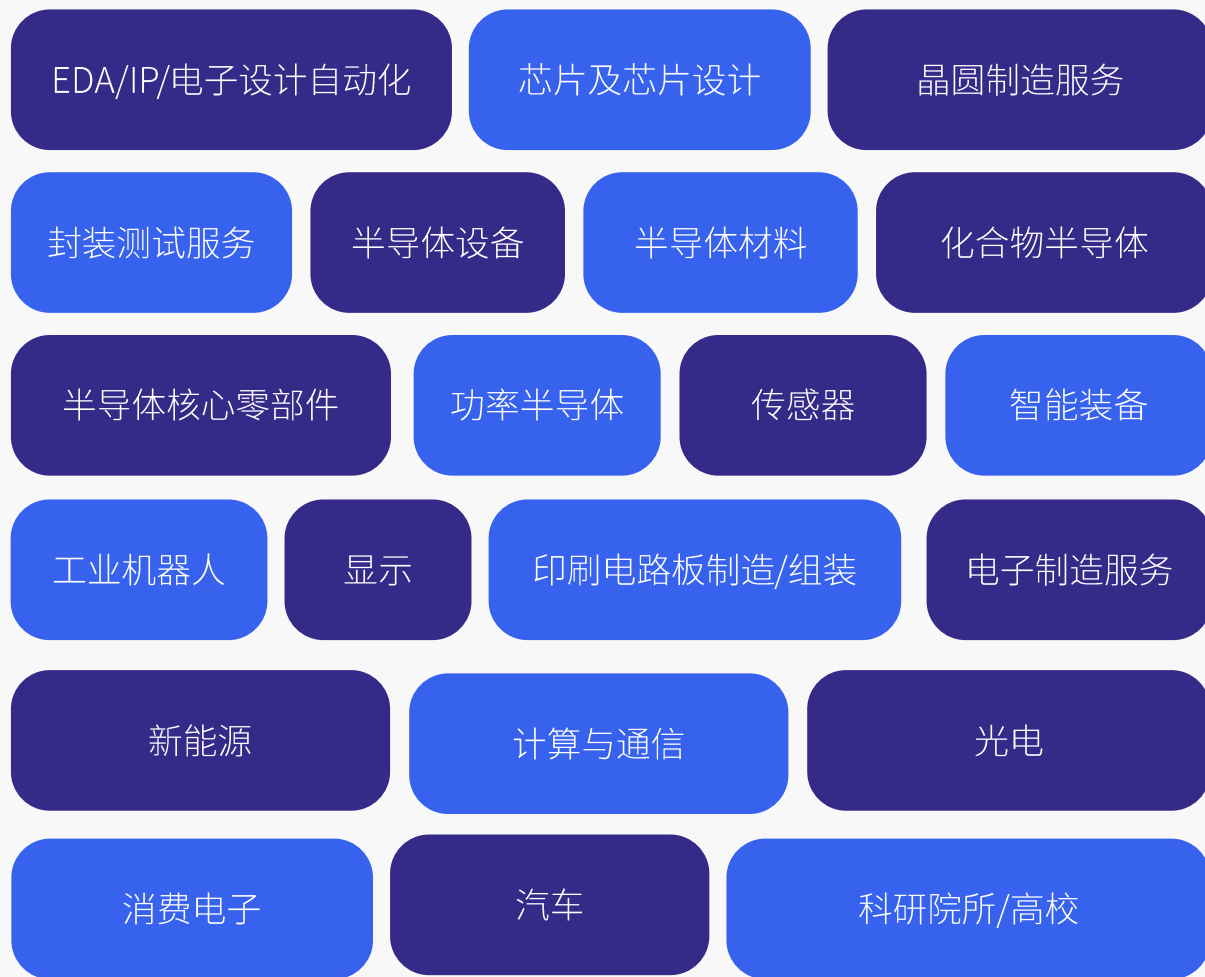 EDA/IP/电子设计自动化
芯片及芯片设计
晶圆制造服务
封装测试服务
半导体设备
半导体材料
化合物半导体
半导体核心零部件
功率半导体
传感器
智能装备
工业机器人
显示
印刷电路板制造/组装
电子制造服务
新能源
计算与通信
光电
消费电子
汽车
科研院所/高校